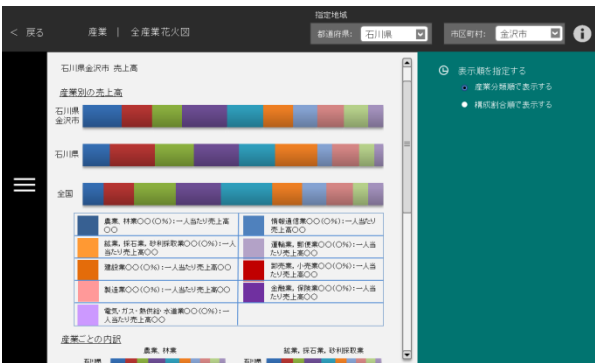 指定地域
< 戻る 産業 | 全産業花火図 都道府県: 石川県 市区町村: 金沢市
石川県金沢市 売上高
産業別の売上高
石川県
金沢市
石川県
全国
農業, 林業〇〇(〇%):一人当たり売上高
〇〇
情報通信業〇〇(〇%):一人当たり
売上高〇〇
鉱業, 採石業, 砂利採取業〇〇(〇%):一人
当たり売上高〇〇
運輸業, 郵便業〇〇(〇%):一人当
たり売上高〇〇
建設業〇〇(〇%):一人当たり売上高〇〇
卸売業, 小売業〇〇(〇%):一人当
たり売上高〇〇
製造業〇〇(〇%):一人当たり売上高〇〇
金融業, 保険業〇〇(〇%):一人当
たり売上高〇〇
電気・ガス・熱供給・水道業〇〇(〇%):一
人当たり売上高〇〇
産業ごとの内訳
農業, 林業 鉱業, 採石業, 砂利採取業
石川県 石川県
表示順を指定する
産業分類順で表示する
構成割合順で表示する